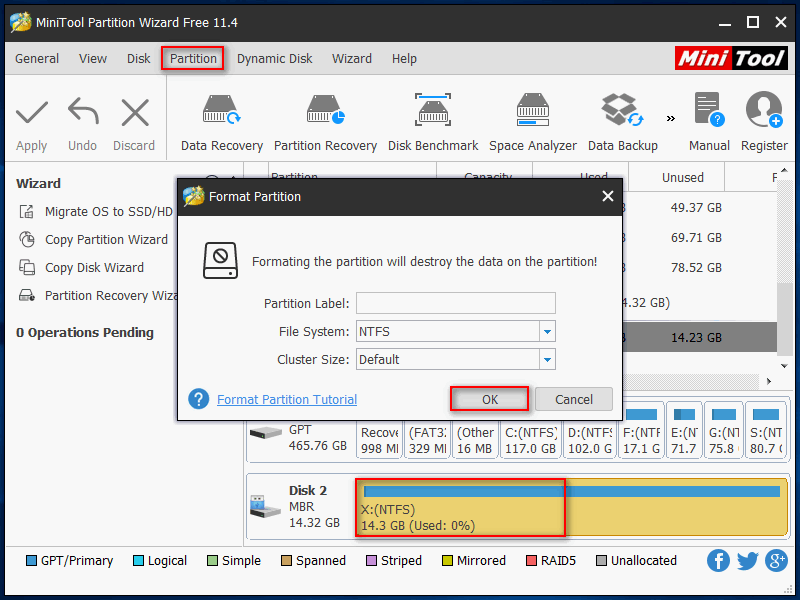 MiniTool Partition Wizard Free 11.4
General View Disk Partition Dynamic Disk Wizard Help
Mini Tool
Apply Undo Discard Data Recovery Partition Recovery Disk Benchmark Space Analyzer Data Backup » Manual Register
Wizard
Migrate OS to SSD/HD
Copy Partition Wizard
Copy Disk Wizard
Partition Recovery Wiza
0 Operations Pending
Partition Capacity Used Unused F
49.37 GB
69.71 GB
78.52 GB
4.32 GB)
14.23 GB
Format Partition
Formating the partition will destroy the data on the partition!
Partition Label:
File System: NTFS
Cluster Size: Default
? Format Partition Tutorial
OK Cancel
GPT
465.76 GB
Recove (FAT32 (Other C:(NTFS) D:(NTFS F:(NTF E:(NT G:(NT S:(NT
998 MI 329 MI 16 MB 117.0 GB 102.0 G 17.1 G 71.7 75.8 80.7 (
Disk 2
MBR
14.32 GB
X:(NTFS)
14.3 GB (Used: 0%)
GPT/Primary Logical Simple Spanned Striped Mirrored RAID5 Unallocated